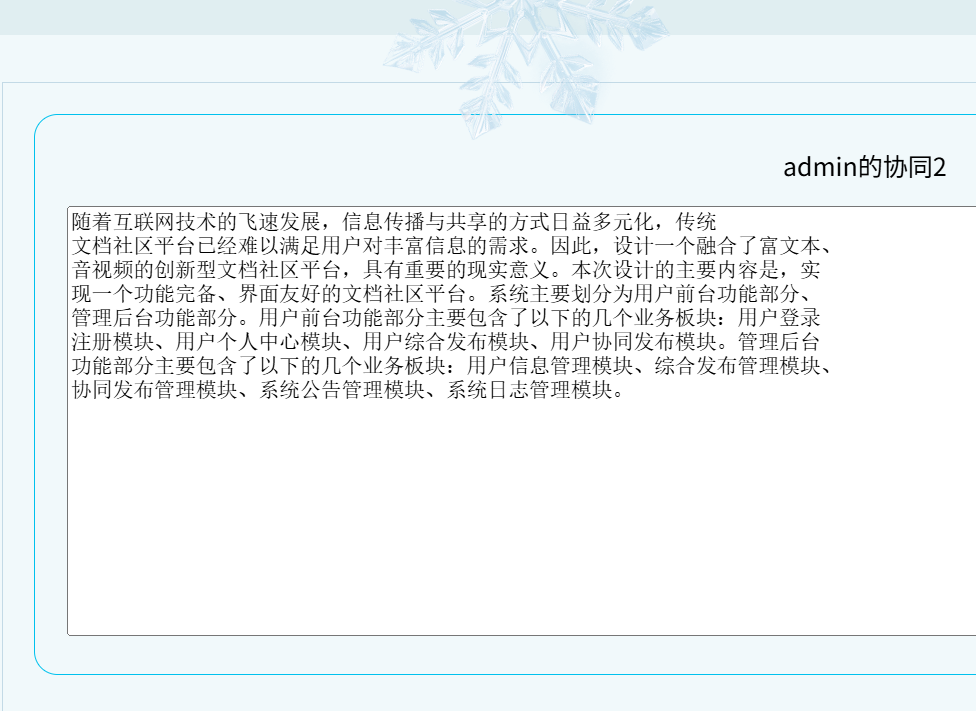 admin的协同2
随着互联网技术的飞速发展，信息传播与共享的方式日益多元化，传统
文档社区平台已经难以满足用户对丰富信息的需求。因此，设计一个融合了富文本、
音视频的创新型文档社区平台，具有重要的现实意义。本次设计的主要内容是，实
现一个功能完备、界面友好的文档社区平台。系统主要划分为用户前台功能部分、
管理后台功能部分。用户前台功能部分主要包含了以下的几个业务板块：用户登录
注册模块、用户个人中心模块、用户综合发布模块、用户协同发布模块。管理后台
功能部分主要包含了以下的几个业务板块：用户信息管理模块、综合发布管理模块、
协同发布管理模块、系统公告管理模块、系统日志管理模块。